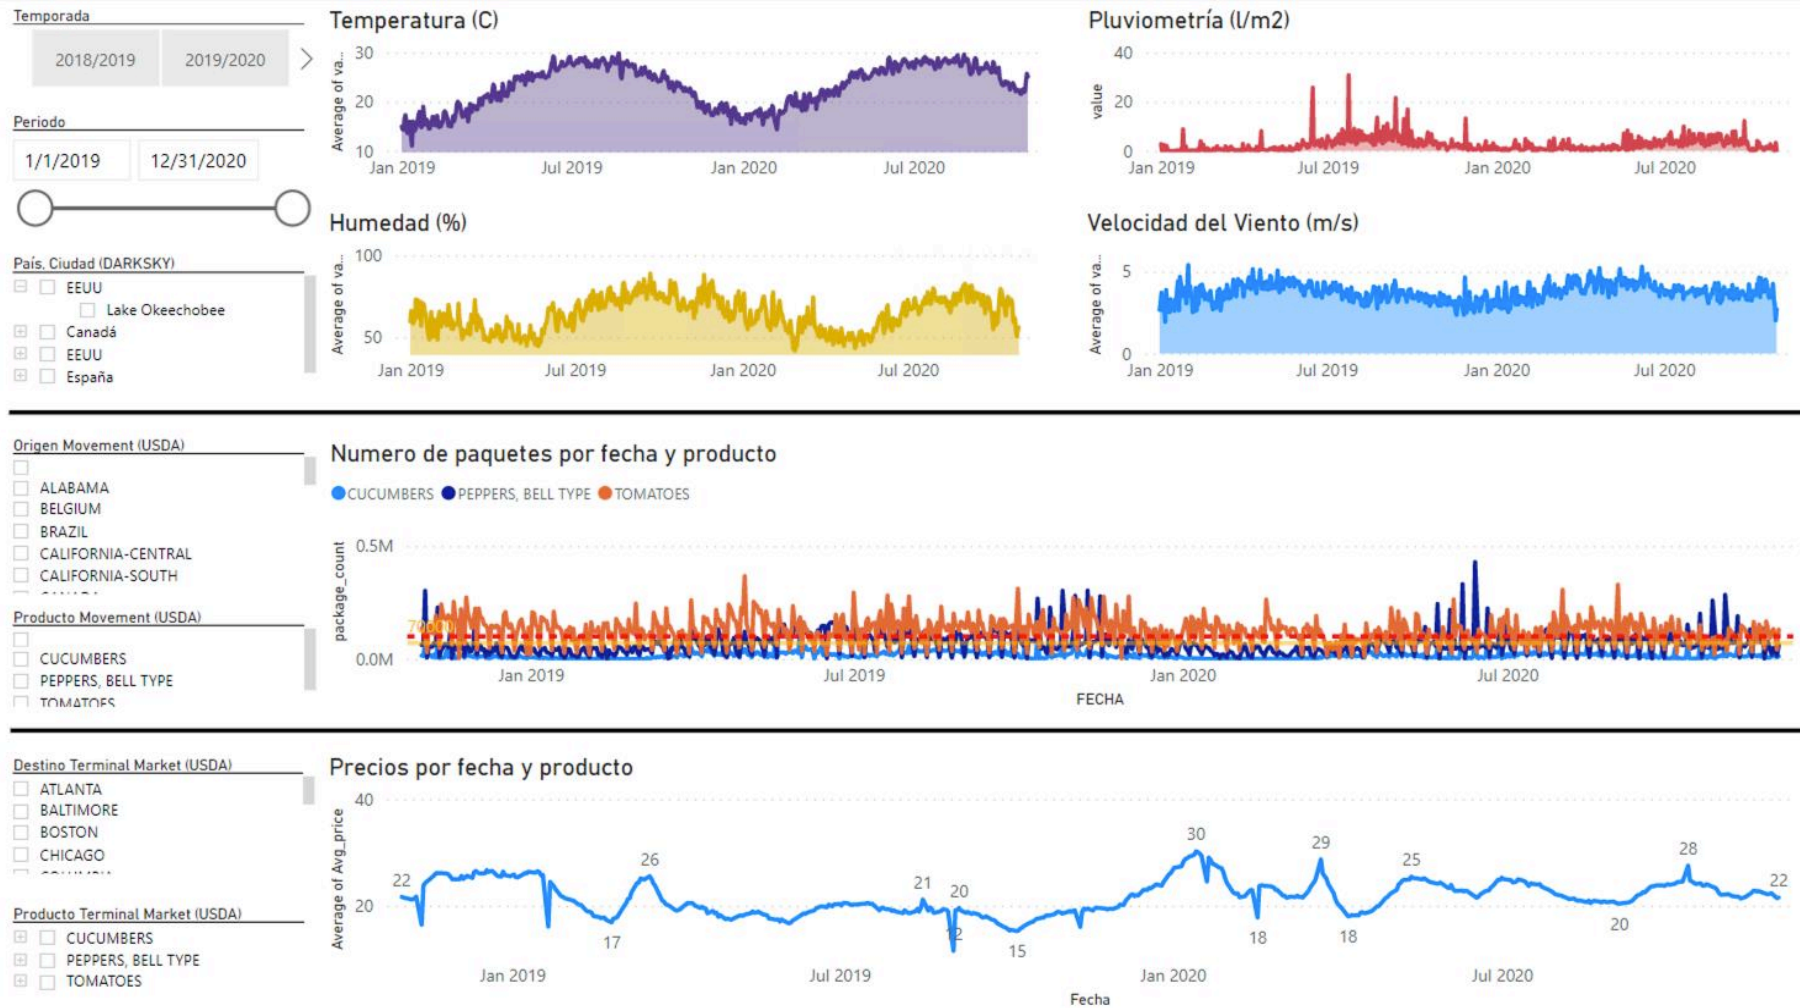 Temporada
2018/2019
2019/2020
Periodo
1/1/2019
12/31/2020
País, Ciudad (DARKSKY)
EEUU
Lake Okeechobee
Canadá
EEUU
España
Temperatura (C)
Average of va...
30
20
10
Jan 2019
Jul 2019
Jan 2020
Jul 2020
Pluviometría (l/m2)
value
40
20
0
Jan 2019
Jul 2019
Jan 2020
Jul 2020
Humedad (%)
Average of va...
100
50
Jan 2019
Jul 2019
Jan 2020
Jul 2020
Velocidad del Viento (m/s)
Average of va...
5
0
Jan 2019
Jul 2019
Jan 2020
Jul 2020
Origen Movement (USDA)
ALABAMA
BELGIUM
BRAZIL
CALIFORNIA-CENTRAL
CALIFORNIA-SOUTH
Producto Movement (USDA)
CUCUMBERS
PEPPERS, BELL TYPE
TOMATOES
Numero de paquetes por fecha y producto
CUCUMBERS
PEPPERS, BELL TYPE
TOMATOES
package_count
0.5M
0.0M
Jan 2019
Jul 2019
Jan 2020
Jul 2020
FECHA
Destino Terminal Market (USDA)
ATLANTA
BALTIMORE
BOSTON
CHICAGO
Producto Terminal Market (USDA)
CUCUMBERS
PEPPERS, BELL TYPE
TOMATOES
Precios por fecha y producto
Average of Avg_price
40
20
22
17
26
21
20
12
15
30
18
29
18
25
20
28
22
Jan 2019
Jul 2019
Jan 2020
Jul 2020
Fecha